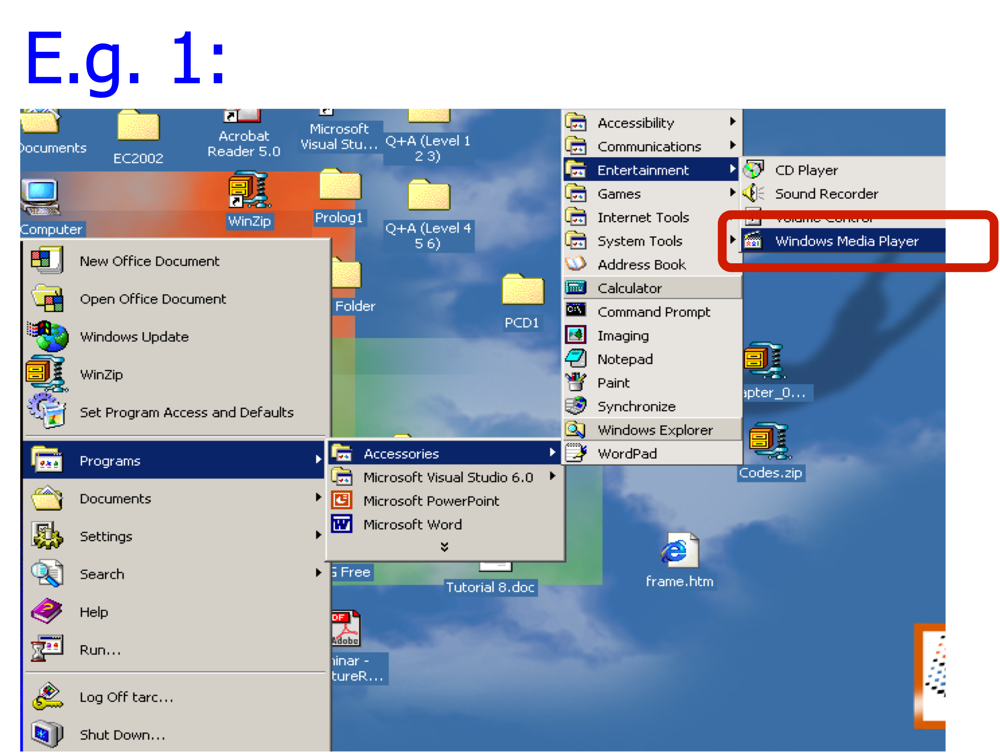 E.g. 1:
Documents
EC2002
Acrobat
Reader 5.0
Microsoft
Visual Stu...
Q+A (Level 1
2 3)
Computer
WinZip
Prolog1
Q+A (Level 4
5 6)
Folder
PCD1
New Office Document
Open Office Document
Windows Update
WinZip
Set Program Access and Defaults
Programs
Documents
Settings
Search
Help
Run...
Log Off tarc...
Shut Down...
Accessories
Microsoft Visual Studio 6.0
Microsoft PowerPoint
Microsoft Word
Accessibility
Communications
Entertainment
Games
Internet Tools
System Tools
Address Book
Calculator
Command Prompt
Imaging
Notepad
Paint
Synchronize
Windows Explorer
WordPad
CD Player
Sound Recorder
Volume Control
Windows Media Player
apter_0...
Codes.zip
frame.htm
Free
Tutorial 8.doc
Adobe
inar -
tureR...